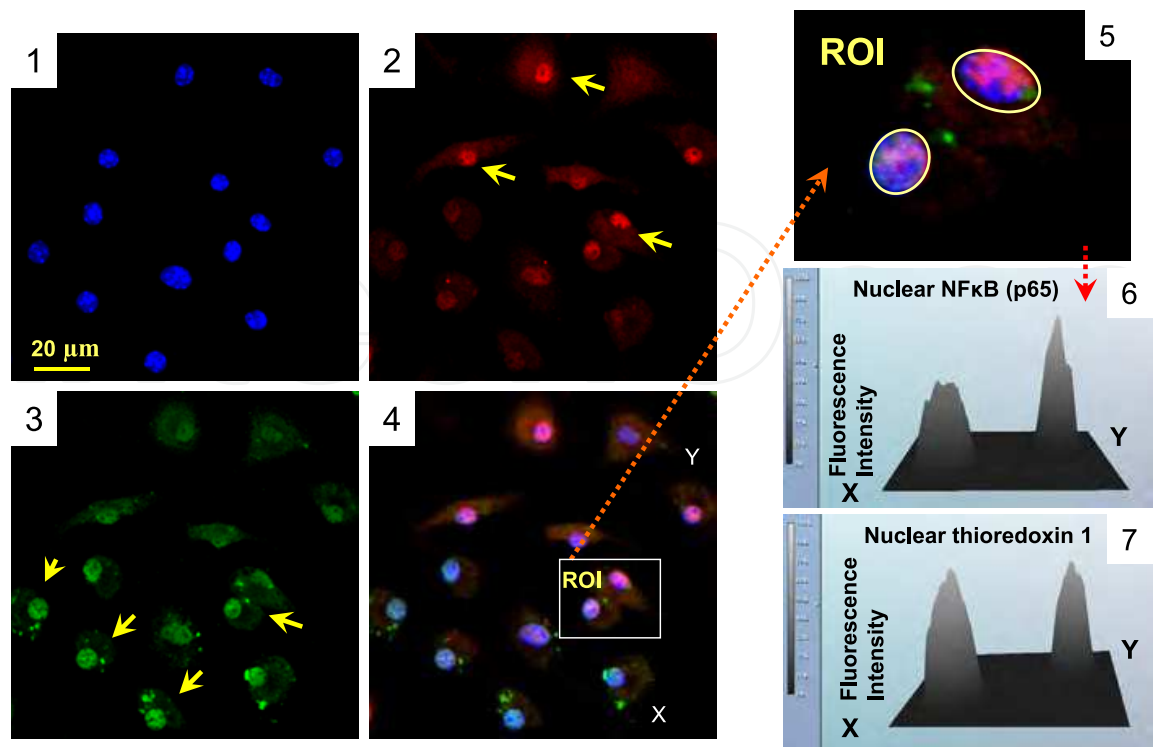 1
20 µm
2
3
4
Y
ROI
X
ROI
5
Nuclear NFκB (p65)
6
Fluorescence
Intensity
X
Y
Nuclear thioredoxin 1
7
Fluorescence
Intensity
X
Y